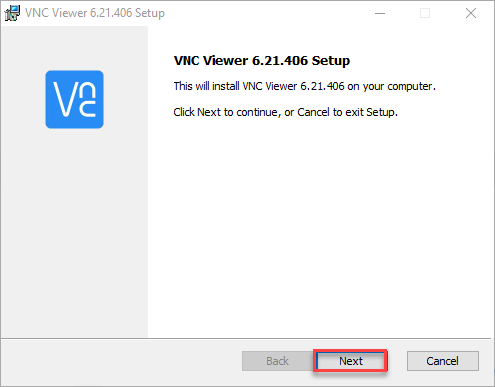 VNC Viewer 6.21.406 Setup
VNC Viewer 6.21.406 Setup
This will install VNC Viewer 6.21.406 on your computer.
Click Next to continue, or Cancel to exit Setup.
Vnc
Back Next Cancel